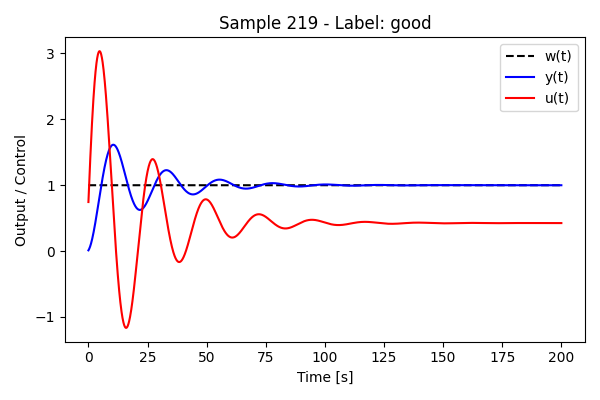 Sample 219 - Label: good
w(t)
y(t)
u(t)
Output / Control
3
2
1
0
−1
0 25 50 75 100 125 150 175 200
Time [s]